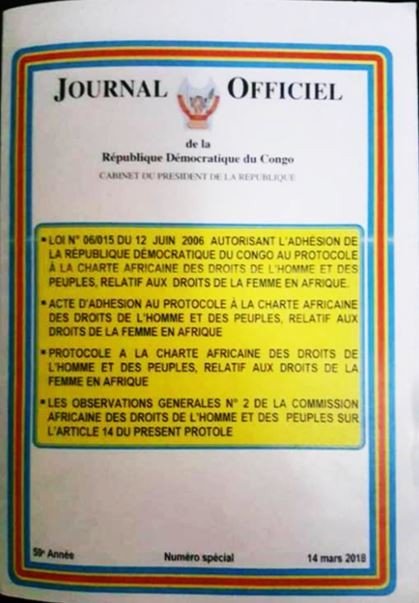 JOURNAL OFFICIEL
de la
République Démocratique du Congo
CABINET DU PRESIDENT DE LA REPUBLIQUE
▪ LOI N° 06/015 DU 12 JUIN 2006 AUTORISANT L'ADHÉSION DE
LA RÉPUBLIQUE DÉMOCRATIQUE DU CONGO AU PROTOCOLE
À LA CHARTE AFRICAINE DES DROITS DE L'HOMME ET DES
PEUPLES, RELATIF AUX DROITS DE LA FEMME EN AFRIQUE.
▪ ACTE D'ADHESION AU PROTOCOLE À LA CHARTE AFRICAINE
DES DROITS DE L'HOMME ET DES PEUPLES, RELATIF AUX
DROITS DE LA FEMME EN AFRIQUE
▪ PROTOCOLE A LA CHARTE AFRICAINE DES DROITS DE
L'HOMME ET DES PEUPLES, RELATIF AUX DROITS DE LA
FEMME EN AFRIQUE
▪ LES OBSERVATIONS GENERALES N° 2 DE LA COMMISSION
AFRICAINE DES DROITS DE L'HOMME ET DES PEUPLES SUR
L'ARTICLE 14 DU PRESENT PROTOLE
59e Année Numéro spécial 14 mars 2018